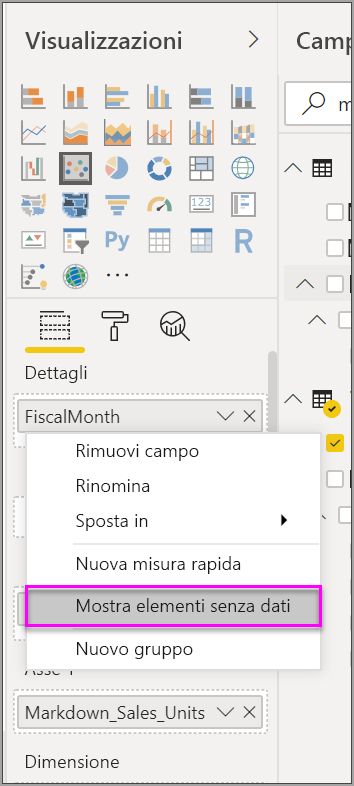 Visualizzazioni
Camp
m
123
Py
R
Dettagli
FiscalMonth
Rimuovi campo
Rinomina
Sposta in
Nuova misura rapida
Mostra elementi senza dati
Nuovo gruppo
Markdown_Sales_Units
Dimensione